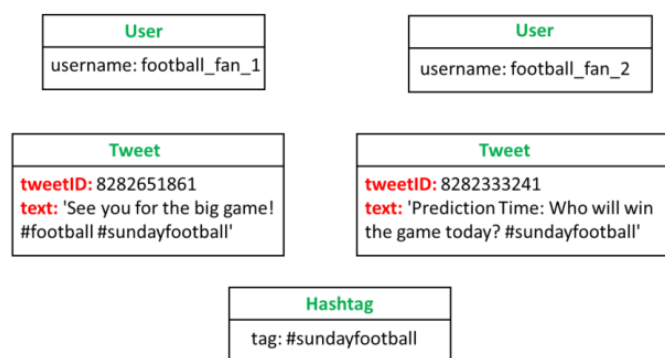 User
username: football_fan_1
User
username: football_fan_2
Tweet
tweetID: 8282651861
text: 'See you for the big game!
#football #sundayfootball'
Tweet
tweetID: 8282333241
text: 'Prediction Time: Who will win
the game today? #sundayfootball'
Hashtag
tag: #sundayfootball